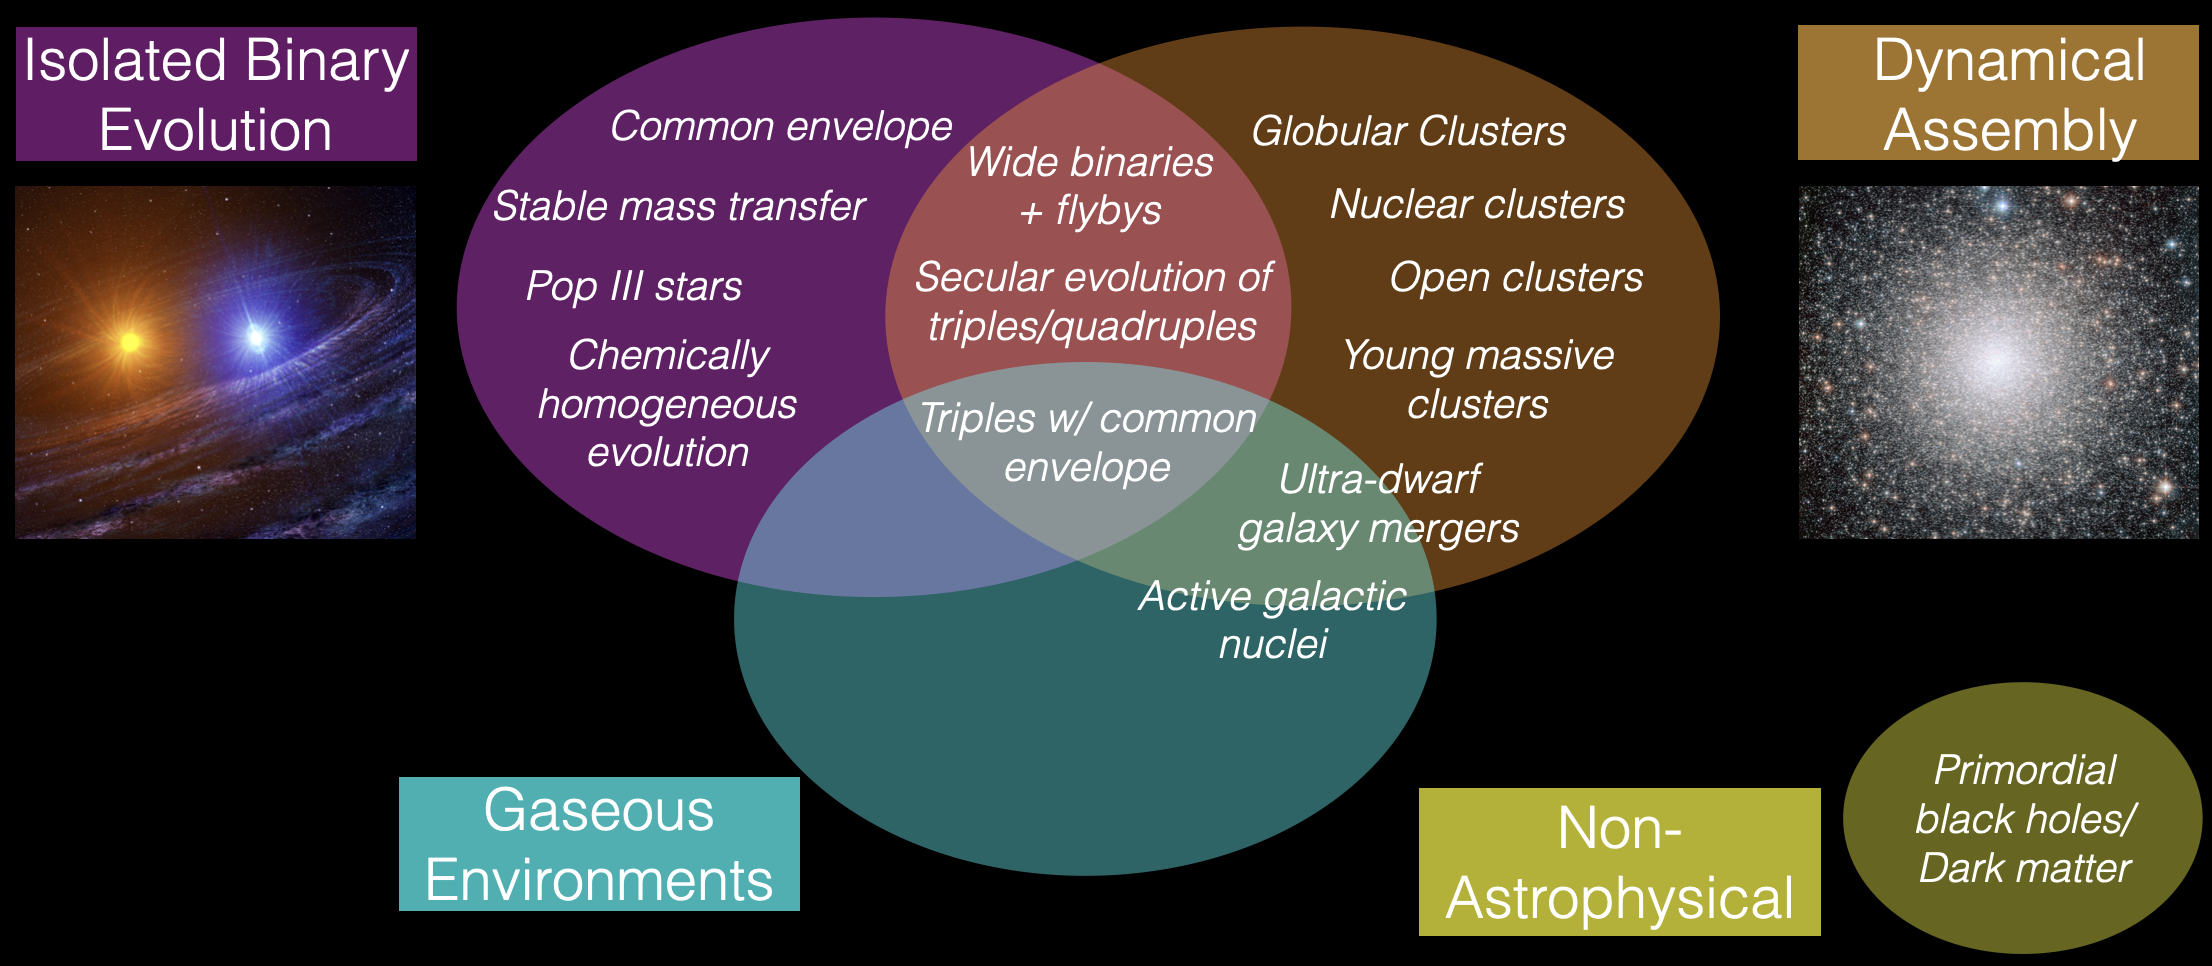 Isolated Binary
Evolution
Dynamical
Assembly
Common envelope
Stable mass transfer
Pop III stars
Chemically
homogeneous
evolution
Wide binaries
+ flybys
Secular evolution of
triples/quadruples
Triples w/ common
envelope
Globular Clusters
Nuclear clusters
Open clusters
Young massive
clusters
Ultra-dwarf
galaxy mergers
Active galactic
nuclei
Gaseous
Environments
Non-
Astrophysical
Primordial
black holes/
Dark matter